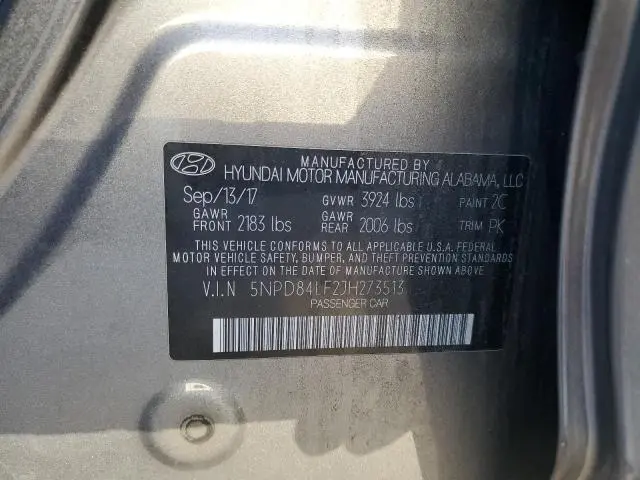 MANUFACTURED BY
HYUNDAI MOTOR MANUFACTURING ALABAMA, LLC
Sep/13/17 GVWR 3924 lbs PAINT 2C
GAWR FRONT 2183 lbs GAWR REAR 2006 lbs TRIM PK
THIS VEHICLE CONFORMS TO ALL APPLICABLE U.S.A. FEDERAL
MOTOR VEHICLE SAFETY, BUMPER, AND THEFT PREVENTION STANDARDS
IN EFFECT ON THE DATE OF MANUFACTURE SHOWN ABOVE
V.I.N 5NPD84LF2JH273513
PASSENGER CAR